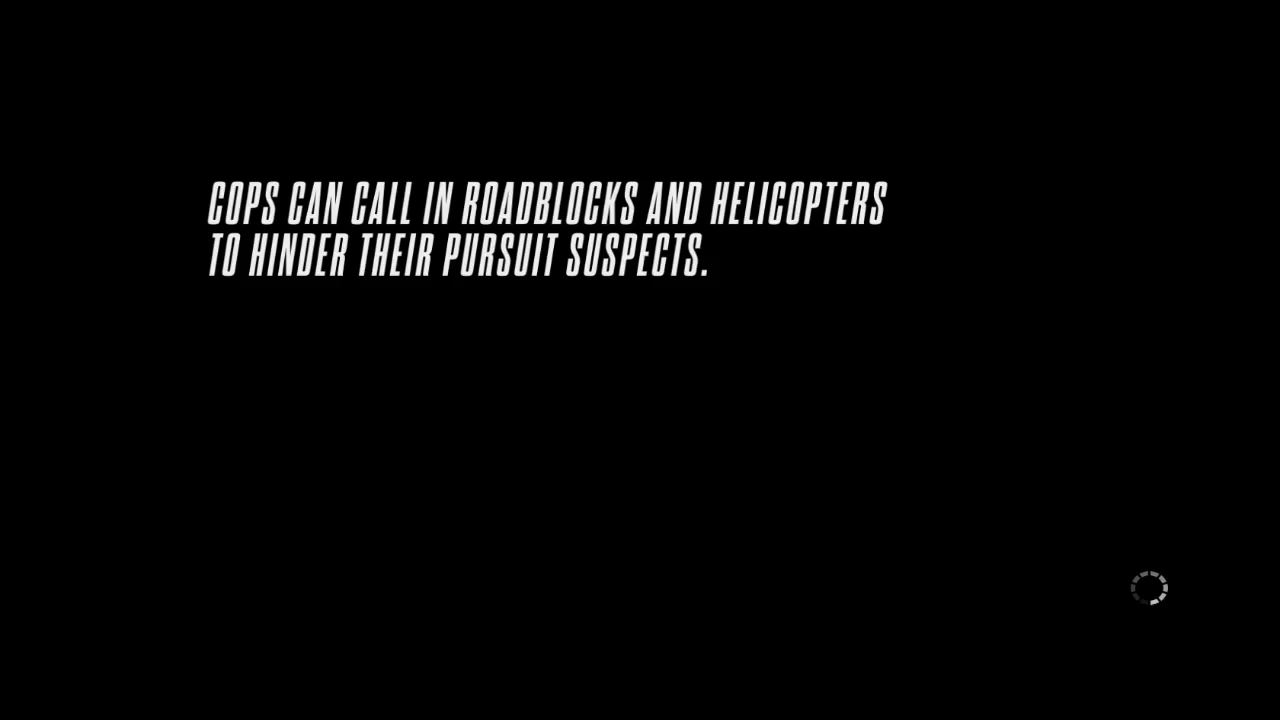 COPS CAN CALL IN ROADBLOCKS AND HELICOPTERS
TO HINDER THEIR PURSUIT SUSPECTS.